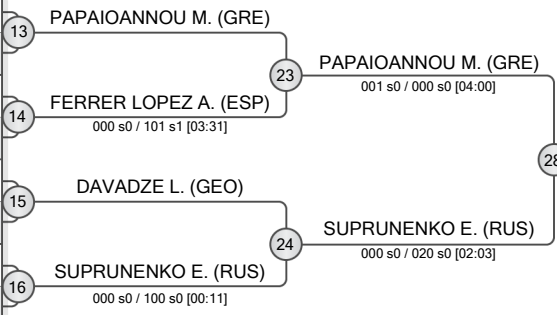 13
PAPAIOANNOU M. (GRE)
23
PAPAIOANNOU M. (GRE)
001 s0 / 000 s0 [04:00]
14
FERRER LOPEZ A. (ESP)
000 s0 / 101 s1 [03:31]
28
15
DAVADZE L. (GEO)
24
SUPRUNENKO E. (RUS)
000 s0 / 020 s0 [02:03]
16
SUPRUNENKO E. (RUS)
000 s0 / 100 s0 [00:11]